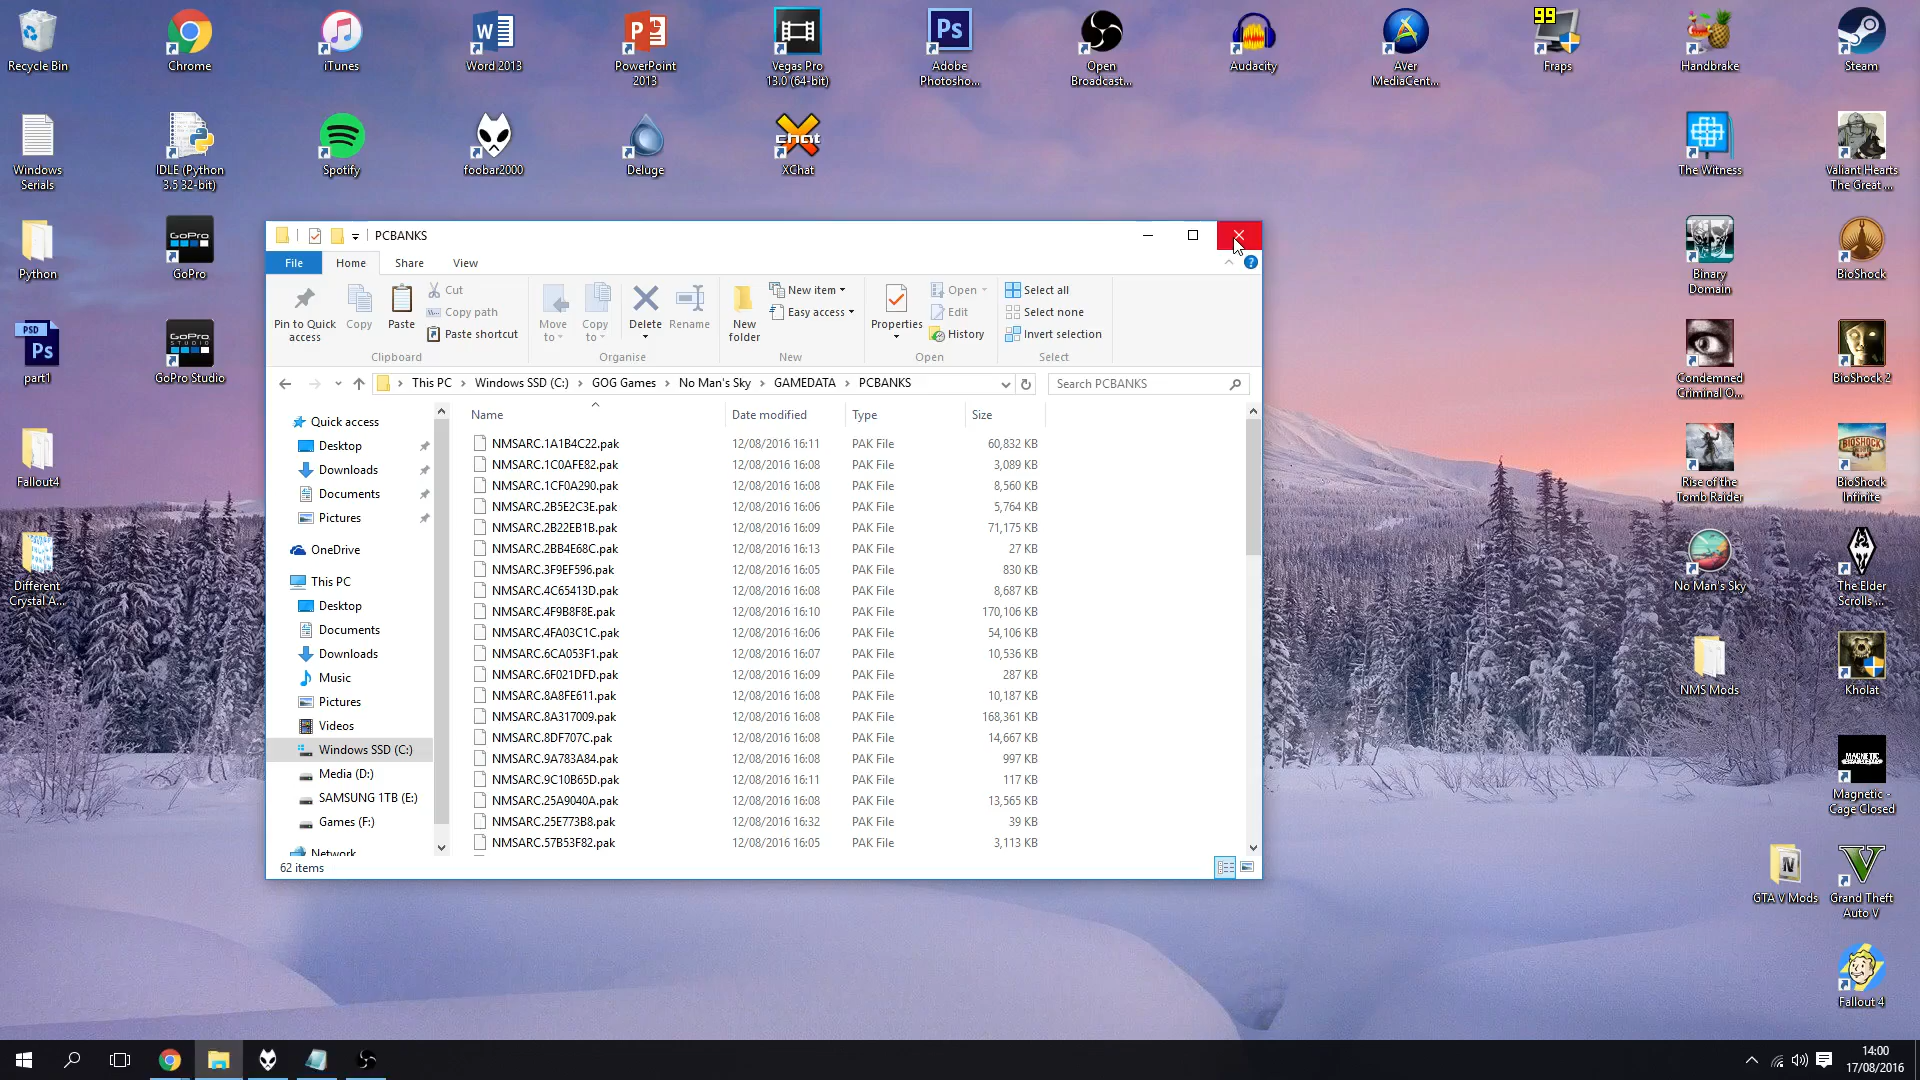 Recycle Bin
Chrome
iTunes
Word 2013
PowerPoint
2013
Vegas Pro
13.0 (64-bit)
Adobe
Photosho...
Open
Broadcast...
Audacity
AVer
MediaCent...
99
Fraps
Handbrake
Steam
Windows
Serials
IDLE (Python
3.5 32-bit)
Spotify
foobar2000
Deluge
chat
XChat
The Witness
Valiant Hearts
The Great ...
Python
GoPro
GoPro
Binary
Domain
BioShock
PSD
Ps
part1
GoPro
STUDIO
GoPro Studio
Condemned
Criminal O...
BioShock 2
Fallout4
Rise of the
Tomb Raider
BioShock
Infinite
Different
Crystal A...
No Man's Sky
The Elder
Scrolls ...
NMS Mods
Kholat
Magnetic -
Cage Closed
GTA V Mods
Grand Theft
Auto V
Fallout 4
PCBANKS
File
Home
Share
View
Pin to Quick
access
Copy
Paste
Cut
Copy path
Paste shortcut
Clipboard
Move
to
Copy
to
Delete
Rename
Organise
New
folder
New item
Easy access
New
Properties
Open
Edit
History
Open
Select all
Select none
Invert selection
Select
This PC
Windows SSD (C:)
GOG Games
No Man's Sky
GAMEDATA
PCBANKS
Search PCBANKS
Quick access
Desktop
Downloads
Documents
Pictures
OneDrive
This PC
Desktop
Documents
Downloads
Music
Pictures
Videos
Windows SSD (C:)
Media (D:)
SAMSUNG 1TB (E:)
Games (F:)
Network
Name Date modified Type Size
NMSARC.1A1B4C22.pak 12/08/2016 16:11 PAK File 60,832 KB
NMSARC.1C0AFE82.pak 12/08/2016 16:08 PAK File 3,089 KB
NMSARC.1CF0A290.pak 12/08/2016 16:08 PAK File 8,560 KB
NMSARC.2B5E2C3E.pak 12/08/2016 16:06 PAK File 5,764 KB
NMSARC.2B22EB1B.pak 12/08/2016 16:09 PAK File 71,175 KB
NMSARC.2BB4E68C.pak 12/08/2016 16:13 PAK File 27 KB
NMSARC.3F9EF596.pak 12/08/2016 16:05 PAK File 830 KB
NMSARC.4C65413D.pak 12/08/2016 16:08 PAK File 8,687 KB
NMSARC.4F9B8F8E.pak 12/08/2016 16:10 PAK File 170,106 KB
NMSARC.4FA03C1C.pak 12/08/2016 16:06 PAK File 54,106 KB
NMSARC.6CA053F1.pak 12/08/2016 16:07 PAK File 10,536 KB
NMSARC.6F021DFD.pak 12/08/2016 16:09 PAK File 287 KB
NMSARC.8A8FE611.pak 12/08/2016 16:08 PAK File 10,187 KB
NMSARC.8A317009.pak 12/08/2016 16:08 PAK File 168,361 KB
NMSARC.8DF707C.pak 12/08/2016 16:08 PAK File 14,667 KB
NMSARC.9A783A84.pak 12/08/2016 16:08 PAK File 997 KB
NMSARC.9C10B65D.pak 12/08/2016 16:11 PAK File 117 KB
NMSARC.25A9040A.pak 12/08/2016 16:08 PAK File 13,565 KB
NMSARC.25E773B8.pak 12/08/2016 16:32 PAK File 39 KB
NMSARC.57B53F82.pak 12/08/2016 16:05 PAK File 3,113 KB
62 items
14:00
17/08/2016